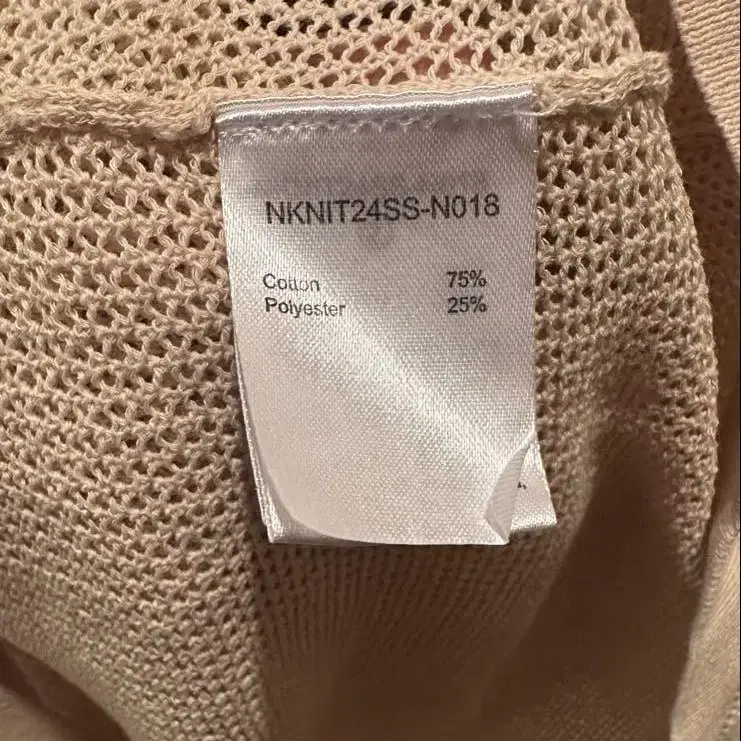 NKNIT24SS-N018
Cotton 75%
Polyester 25%